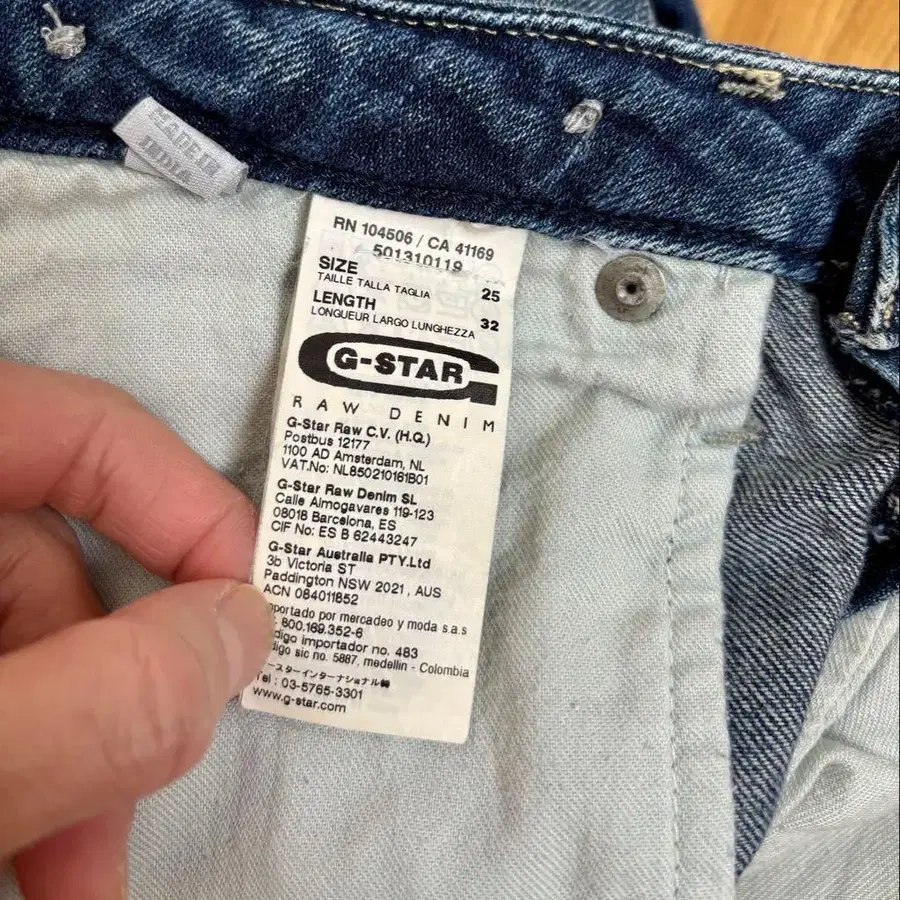 MADE IN
INDIA
RN 104506 / CA 41169
501310119
SIZE
TAILLE TALLA TAGLIA 25
LENGTH
LONGUEUR LARGO LUNGHEZZA 32
G-STAR
RAW DENIM
G-Star Raw C.V. (H.Q.)
Postbus 12177
1100 AD Amsterdam, NL
VAT.No: NL850210161B01
G-Star Raw Denim SL
Calle Almogavares 119-123
08018 Barcelona, ES
CIF No: ES B 62443247
G-Star Australia PTY.Ltd
3b Victoria ST
Paddington NSW 2021, AUS
ACN 084011852
portado por mercadeo y moda s.a.s
800.169.352-6
digo importador no. 483
digo sic no. 5887, medellin - Colombia
ースターインターナショナル㈱
Tel : 03-5765-3301
www.g-star.com